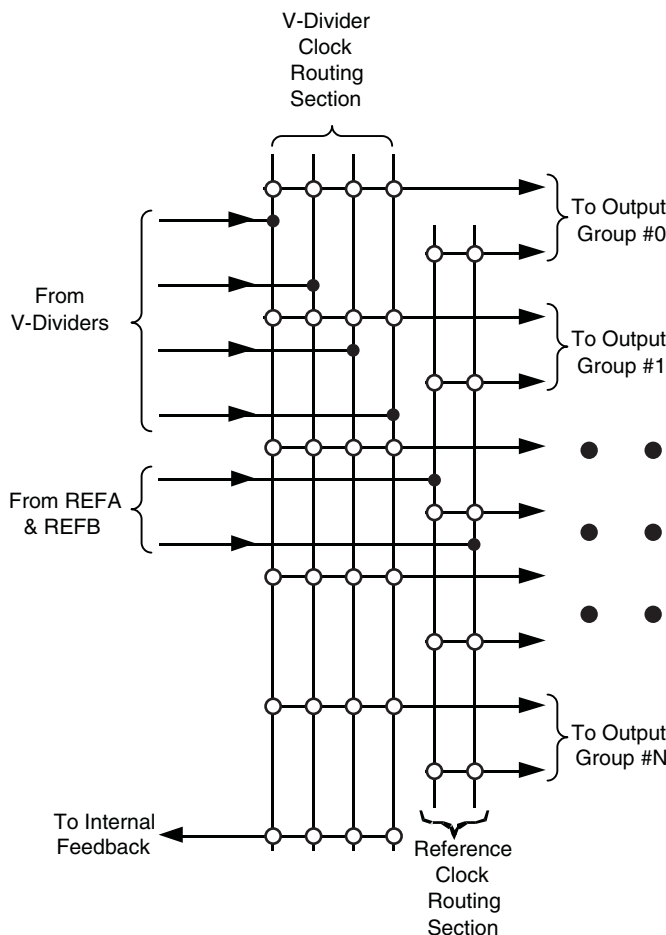 V-Divider
Clock
Routing
Section
To Output
Group #0
From
V-Dividers
To Output
Group #1
From REFA
& REFB
To Output
Group #N
To Internal
Feedback
Reference
Clock
Routing
Section